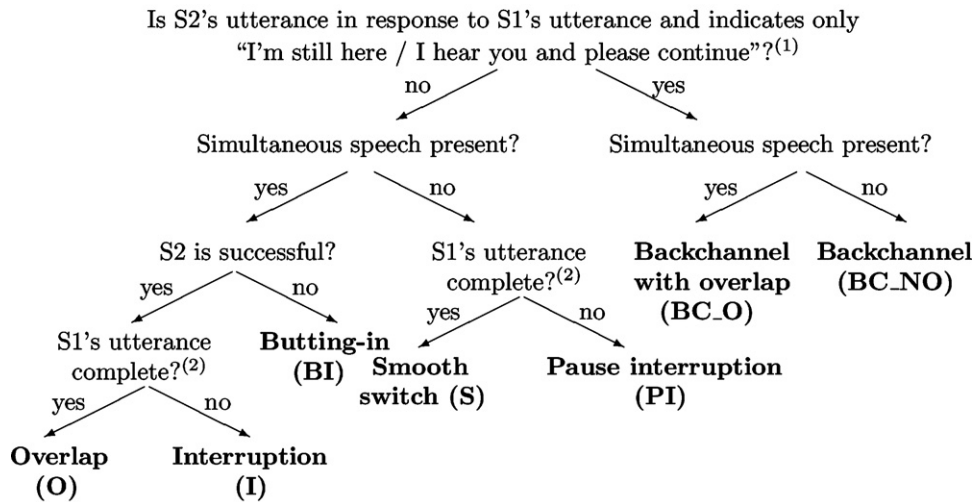 Is S2's utterance in response to S1's utterance and indicates only
“I'm still here / I hear you and please continue”?(1)
no
yes
Simultaneous speech present?
Simultaneous speech present?
yes
no
yes
no
S2 is successful?
S1's utterance
complete?(2)
Backchannel
with overlap
(BC_O)
Backchannel
(BC_NO)
yes
no
yes
no
S1's utterance
complete?(2)
Butting-in
(BI)
Smooth
switch (S)
Pause interruption
(PI)
yes
no
Overlap
(O)
Interruption
(I)